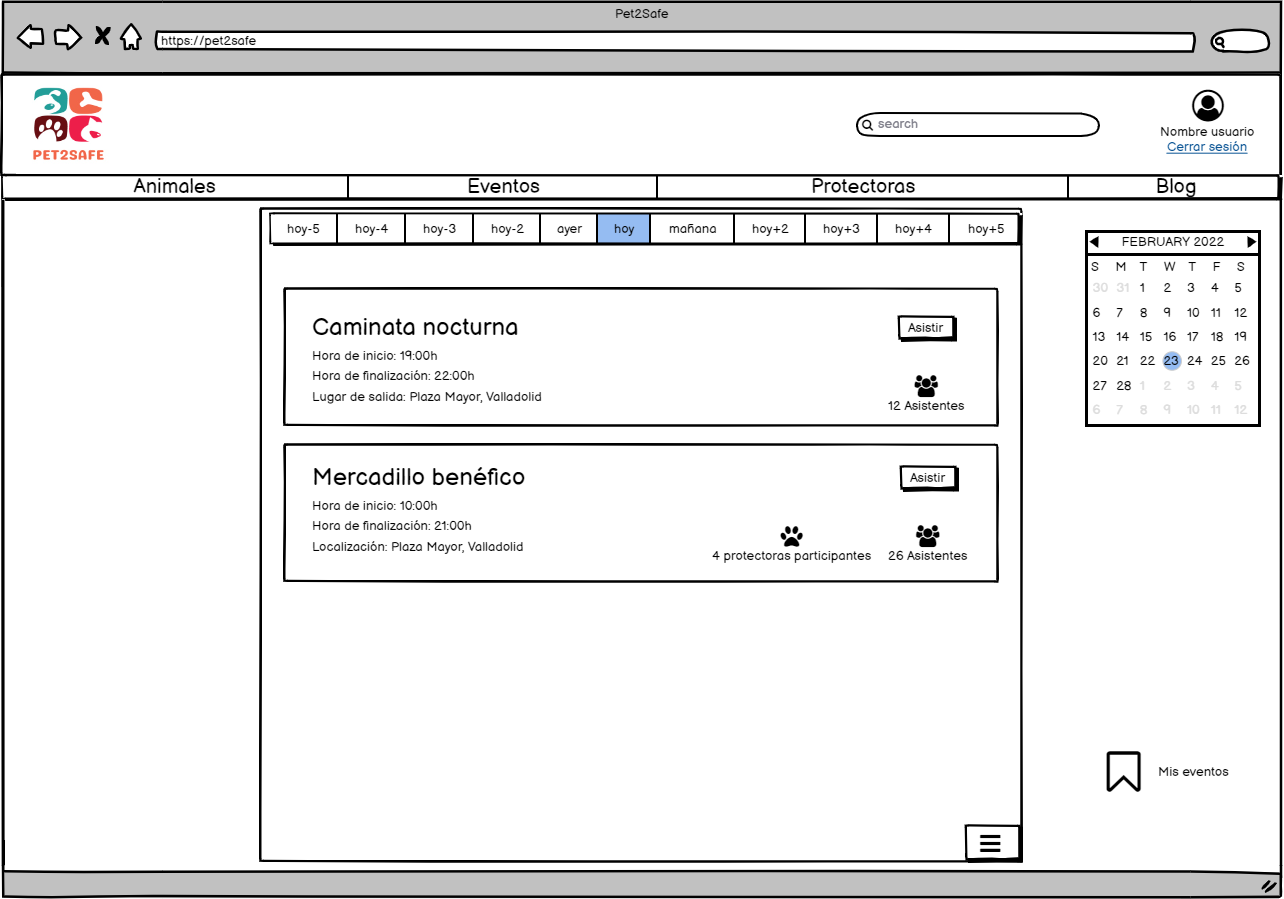 Pet2Safe
https://pet2safe
PET2SAFE
search
Nombre usuario
Cerrar sesión
Animales Eventos Protectoras Blog
hoy-5 hoy-4 hoy-3 hoy-2 ayer hoy mañana hoy+2 hoy+3 hoy+4 hoy+5
Caminata nocturna
Asistir
Hora de inicio: 19:00h
Hora de finalización: 22:00h
Lugar de salida: Plaza Mayor, Valladolid
12 Asistentes
Mercadillo benéfico
Asistir
Hora de inicio: 10:00h
Hora de finalización: 21:00h
Localización: Plaza Mayor, Valladolid
4 protectoras participantes
26 Asistentes
FEBRUARY 2022
S M T W T F S
30 31 1 2 3 4 5
6 7 8 9 10 11 12
13 14 15 16 17 18 19
20 21 22 23 24 25 26
27 28 1 2 3 4 5
6 7 8 9 10 11 12
Mis eventos